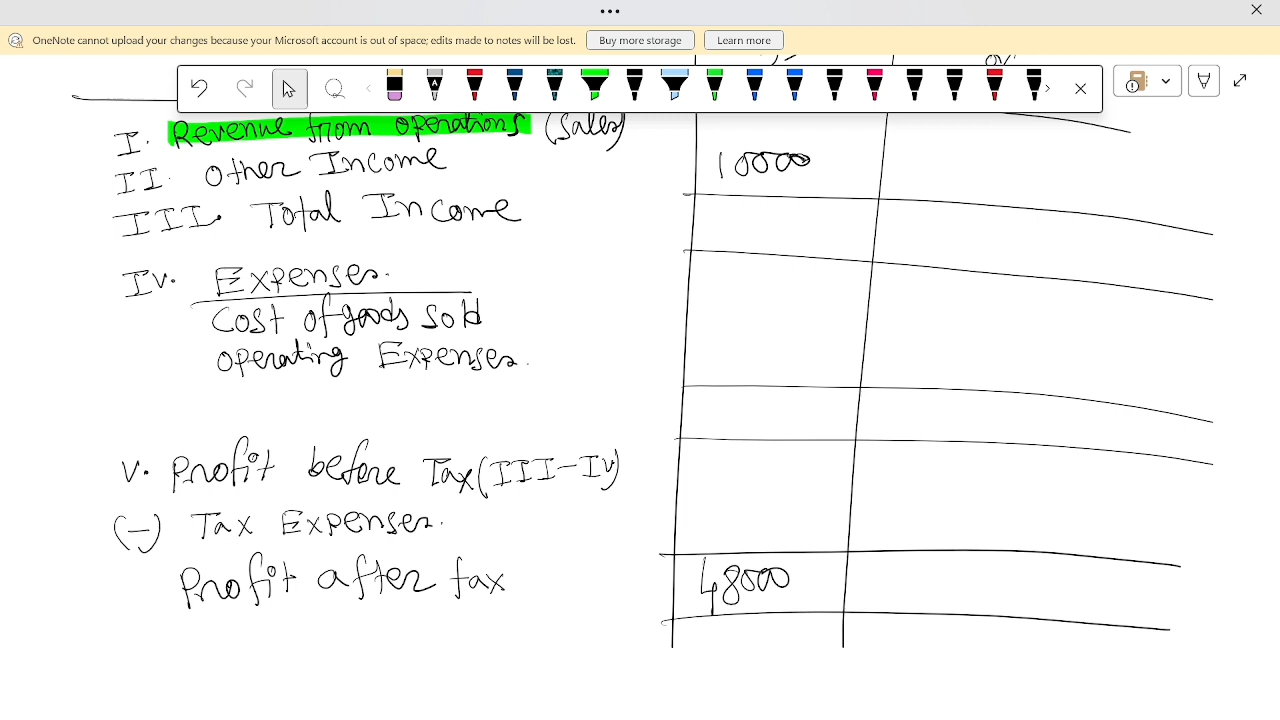 OneNote cannot upload your changes because your Microsoft account is out of space; edits made to notes will be lost. Buy more storage Learn more
I. Revenue from operations (Sales)
II. Other Income 10000
III. Total Income
IV. Expenses.
Cost of goods sold
operating Expenses.
V. Profit before Tax (III-IV)
(-) Tax Expenses.
Profit after tax 48000